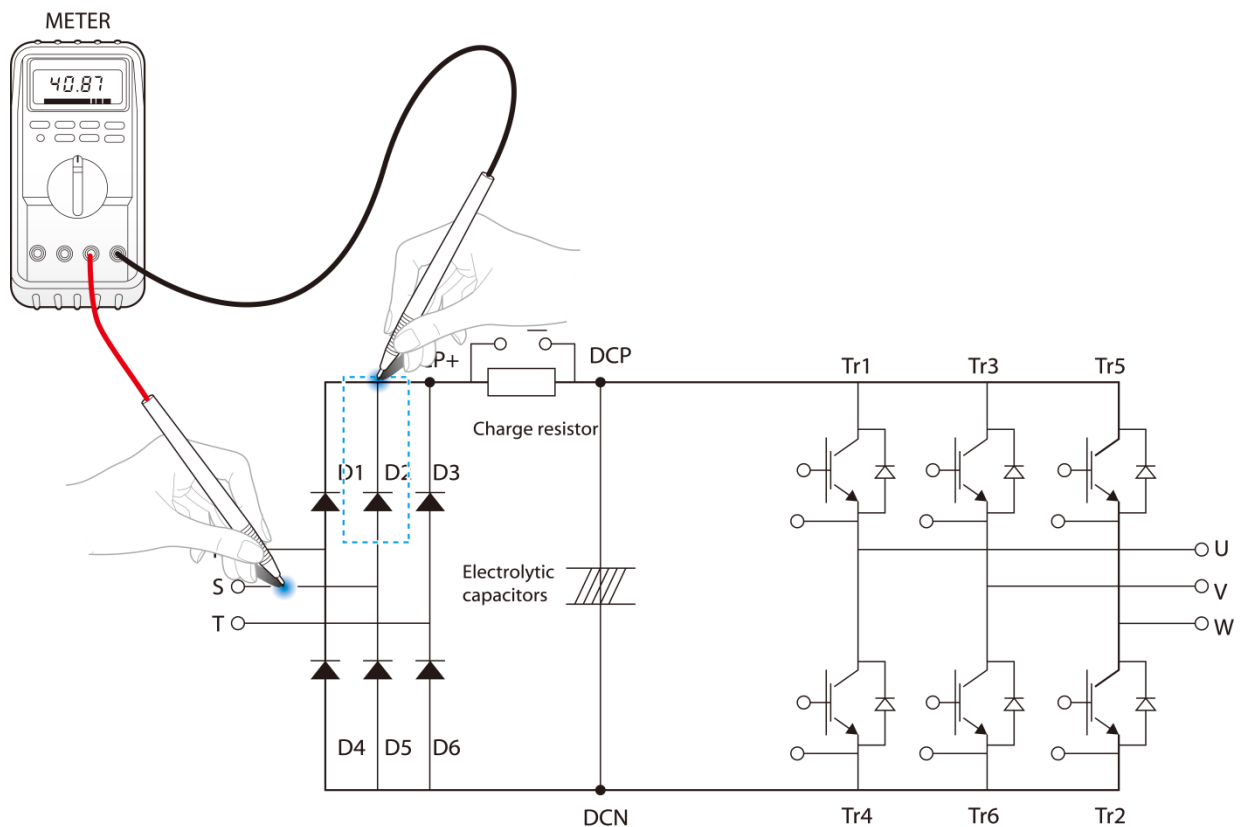 METER
40.87
P+
DCP
Tr1
Tr3
Tr5
Charge resistor
D1
D2
D3
S
T
Electrolytic
capacitors
U
V
W
D4
D5
D6
DCN
Tr4
Tr6
Tr2